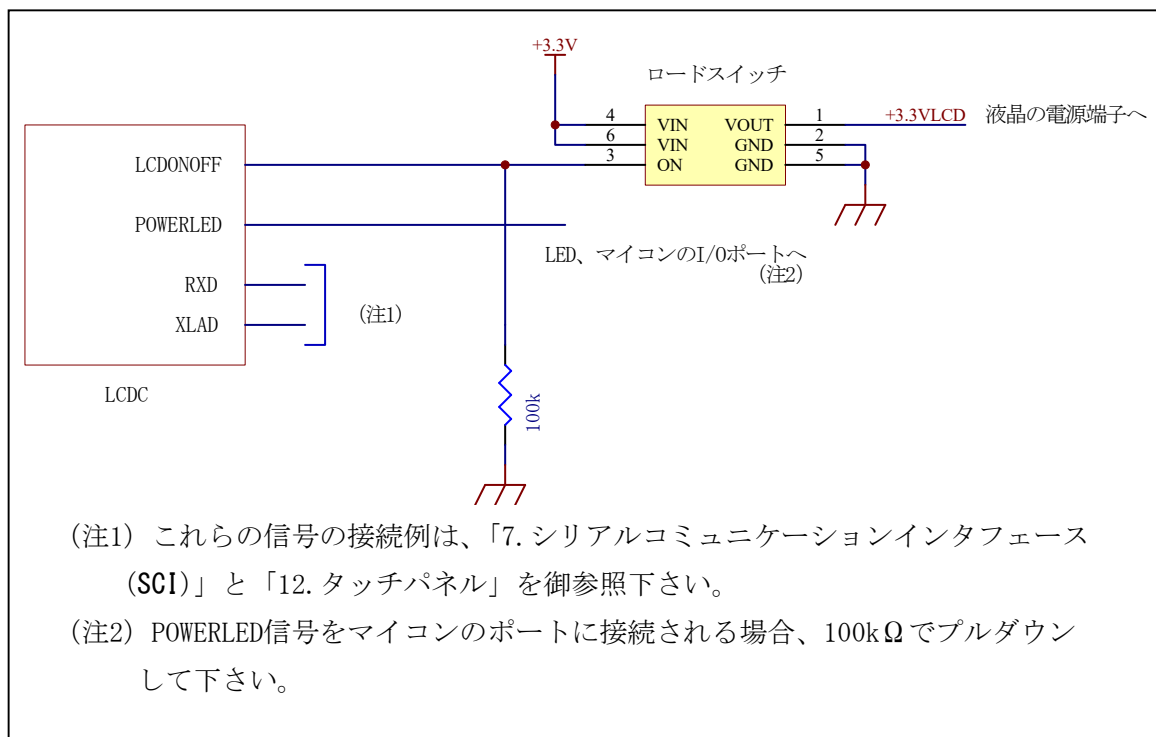 +3.3V
ロードスイッチ
4 VIN VOUT 1 +3.3VLCD 液晶の電源端子へ
6 VIN GND 2
3 ON GND 5
LCDONOFF
POWERLED
LED、マイコンのI/Oポートへ
(注2)
RXD
(注1)
XLAD
LCDC
100k
(注1) これらの信号の接続例は、「7.シリアルコミュニケーションインタフェース
(SCI)」と「12.タッチパネル」を御参照下さい。
(注2) POWERLED信号をマイコンのポートに接続される場合、100kΩでプルダウン
して下さい。